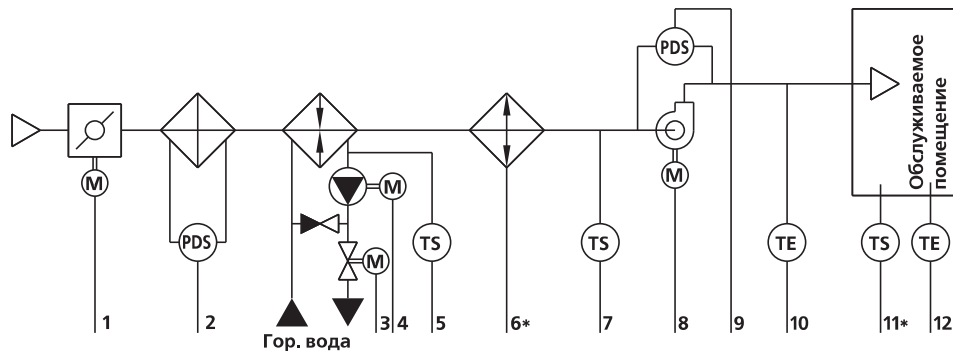 PDS
M
PDS
M
TS
M
M
TS
TE
TS
TE
Обслуживаемое
помещение
1
2
3
4
5
6*
7
8
9
10
11*
12
Гор. вода